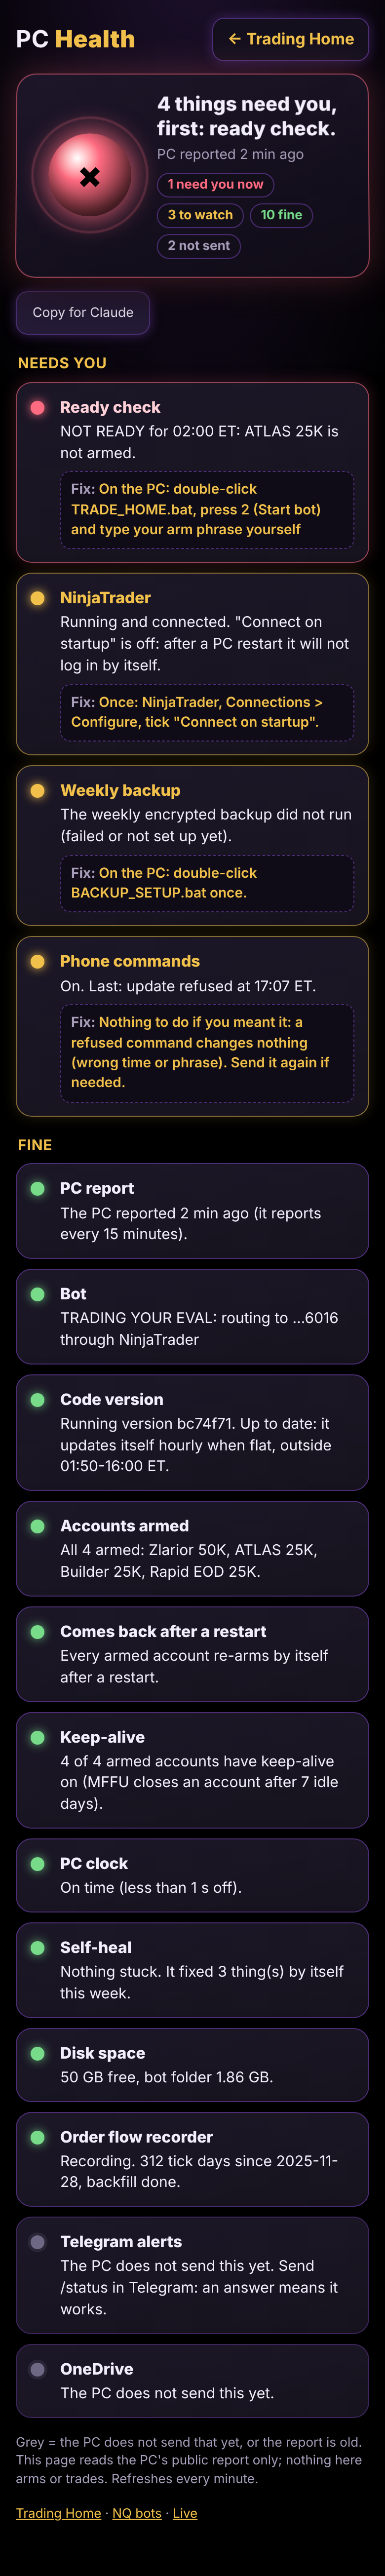 PC Health
← Trading Home
4 things need you,
first: ready check.
PC reported 2 min ago
1 need you now
3 to watch
10 fine
2 not sent
Copy for Claude
NEEDS YOU
Ready check
NOT READY for 02:00 ET: ATLAS 25K is
not armed.
Fix: On the PC: double-click
TRADE_HOME.bat, press 2 (Start bot)
and type your arm phrase yourself
NinjaTrader
Running and connected. "Connect on
startup" is off: after a PC restart it will not
log in by itself.
Fix: Once: NinjaTrader, Connections >
Configure, tick "Connect on startup".
Weekly backup
The weekly encrypted backup did not run
(failed or not set up yet).
Fix: On the PC: double-click
BACKUP_SETUP.bat once.
Phone commands
On. Last: update refused at 17:07 ET.
Fix: Nothing to do if you meant it: a
refused command changes nothing
(wrong time or phrase). Send it again if
needed.
FINE
PC report
The PC reported 2 min ago (it reports
every 15 minutes).
Bot
TRADING YOUR EVAL: routing to ...6016
through NinjaTrader
Code version
Running version bc74f71. Up to date: it
updates itself hourly when flat, outside
01:50-16:00 ET.
Accounts armed
All 4 armed: Zlarior 50K, ATLAS 25K,
Builder 25K, Rapid EOD 25K.
Comes back after a restart
Every armed account re-arms by itself
after a restart.
Keep-alive
4 of 4 armed accounts have keep-alive
on (MFFU closes an account after 7 idle
days).
PC clock
On time (less than 1 s off).
Self-heal
Nothing stuck. It fixed 3 thing(s) by itself
this week.
Disk space
50 GB free, bot folder 1.86 GB.
Order flow recorder
Recording. 312 tick days since 2025-11-
28, backfill done.
Telegram alerts
The PC does not send this yet. Send
/status in Telegram: an answer means it
works.
OneDrive
The PC does not send this yet.
Grey = the PC does not send that yet, or the report is old.
This page reads the PC's public report only; nothing here
arms or trades. Refreshes every minute.
Trading Home · NQ bots · Live